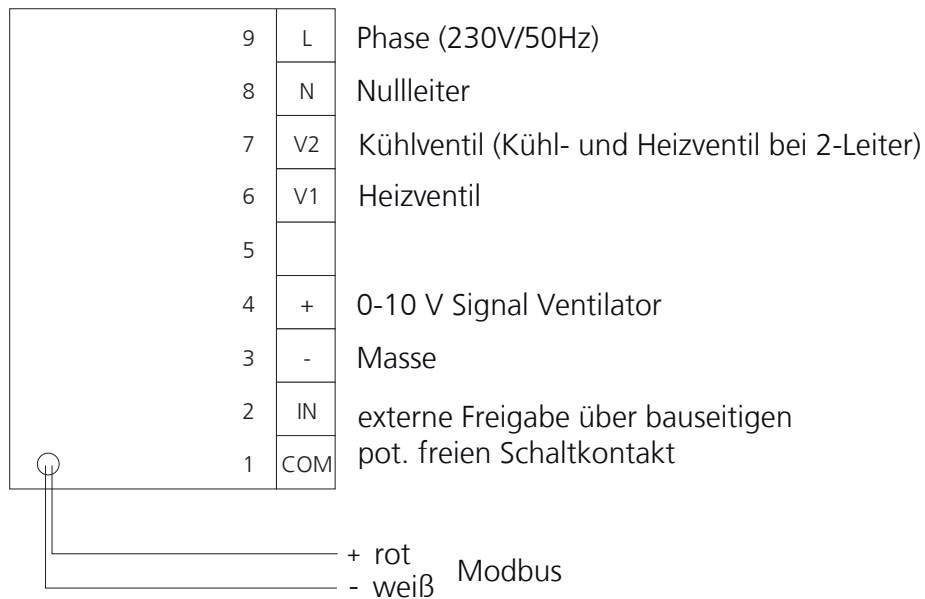 9 L Phase (230V/50Hz)
8 N Nullleiter
7 V2 Kühlventil (Kühl- und Heizventil bei 2-Leiter)
6 V1 Heizventil
5
4 + 0-10 V Signal Ventilator
3 - Masse
2 IN externe Freigabe über bauseitigen
1 COM pot. freien Schaltkontakt
+ rot
Modbus
- weiß